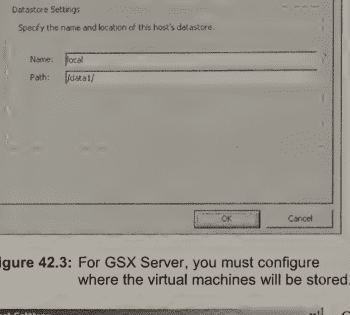 Datastore Settings
Specify the name and location of this host's datastore.
Name: local
Path: /data1/
OK Cancel
igure 42.3: For GSX Server, you must configure
where the virtual machines will be stored.